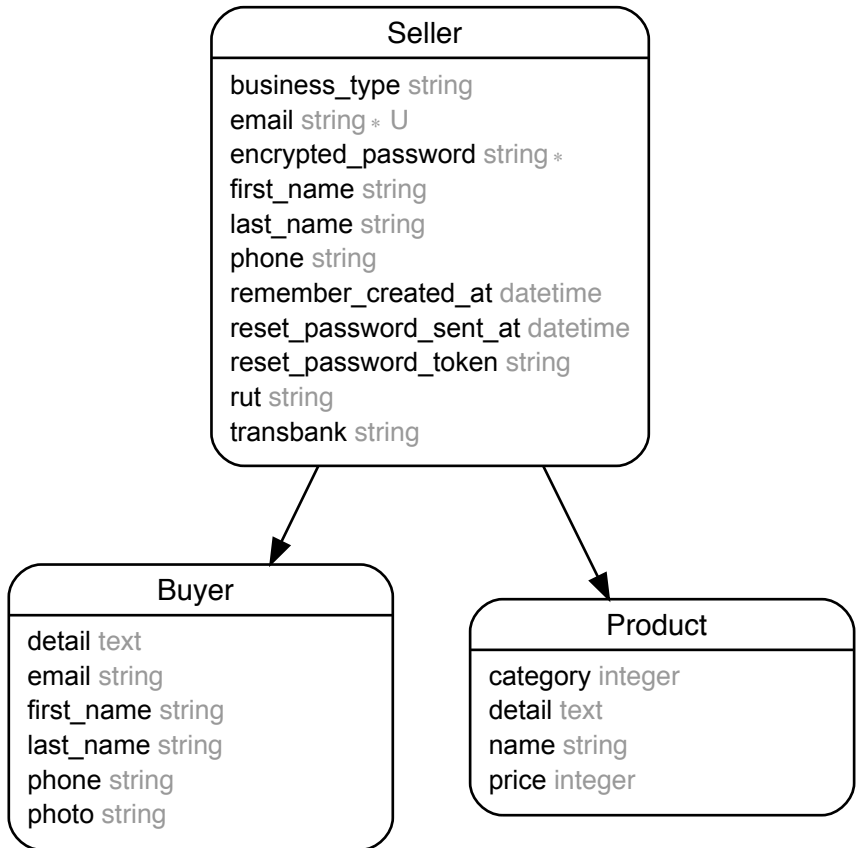 Seller
business_type string
email string * U
encrypted_password string *
first_name string
last_name string
phone string
remember_created_at datetime
reset_password_sent_at datetime
reset_password_token string
rut string
transbank string
Buyer
detail text
email string
first_name string
last_name string
phone string
photo string
Product
category integer
detail text
name string
price integer